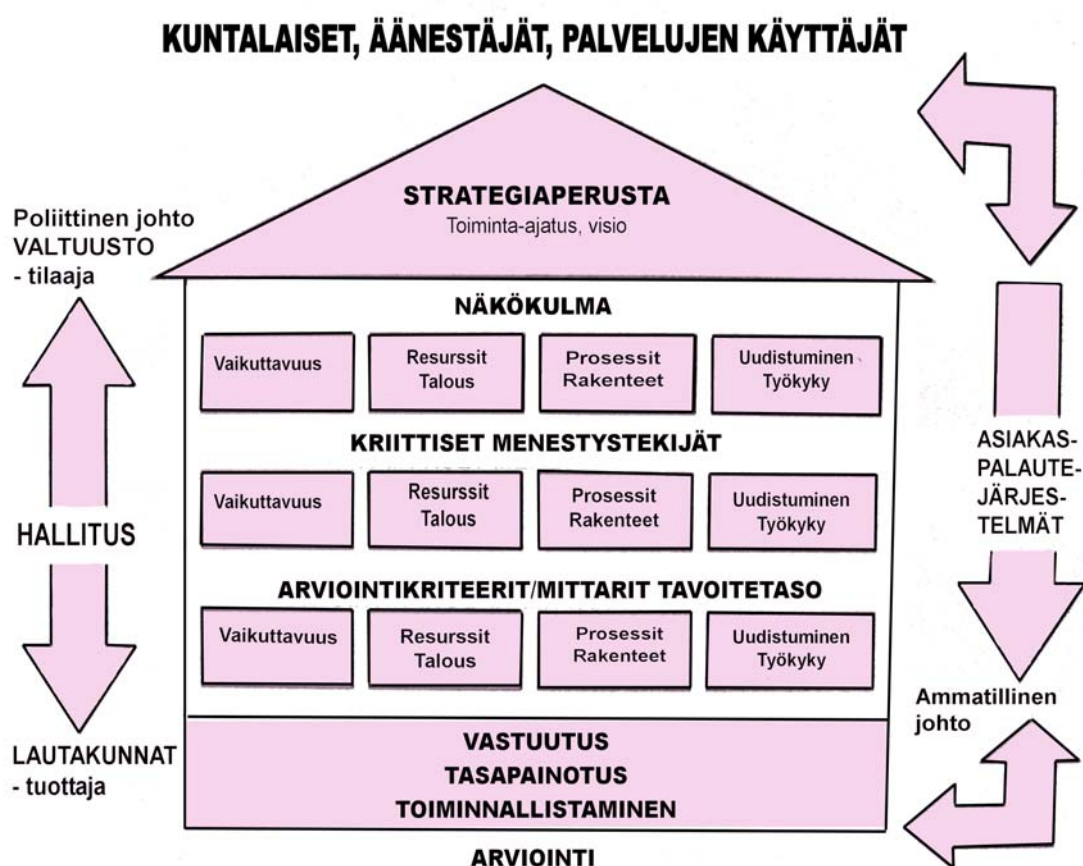 KUNTALAISET, ÄÄNESTÄJÄT, PALVELUJEN KÄYTTÄJÄT
STRATEGIAPERUSTA
Toiminta-ajatus, visio
Poliittinen johto
VALTUUSTO
- tilaaja
HALLITUS
LAUTAKUNNAT
- tuottaja
NÄKÖKULMA
Vaikuttavuus
Resurssit
Talous
Prosessit
Rakenteet
Uudistuminen
Työkyky
KRIITTISET MENESTYSTEKIJÄT
Vaikuttavuus
Resurssit
Talous
Prosessit
Rakenteet
Uudistuminen
Työkyky
ARVIOINTIKRITEERIT/MITTARIT TAVOITETASO
Vaikuttavuus
Resurssit
Talous
Prosessit
Rakenteet
Uudistuminen
Työkyky
VASTUUTUS
TASAPAINOTUS
TOIMINNALLISTAMINEN
ARVIOINTI
ASIAKAS-
PALAUTE-
JÄRJES-
TELMÄT
Ammatillinen
johto